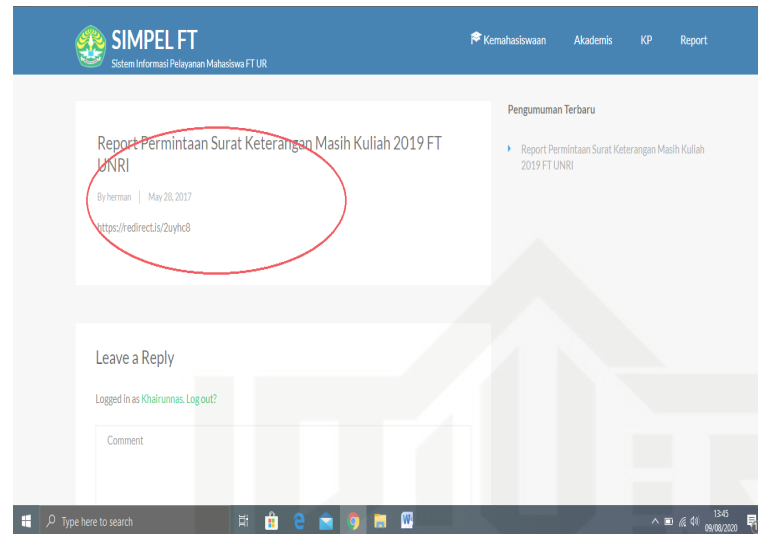 SIMPEL FT
Sistem Informasi Pelayanan Mahasiswa FT UR
Kemahasiswaan Akademis KP Report
Report Permintaan Surat Keterangan Masih Kuliah 2019 FT
UNRI
By herman May 28, 2017
https://redirect.is/2uyhc8
Pengumuman Terbaru
Report Permintaan Surat Keterangan Masih Kuliah
2019 FT UNRI
Leave a Reply
Logged in as Khairunnas. Log out?
Comment
Type here to search
13:45
09/08/2020